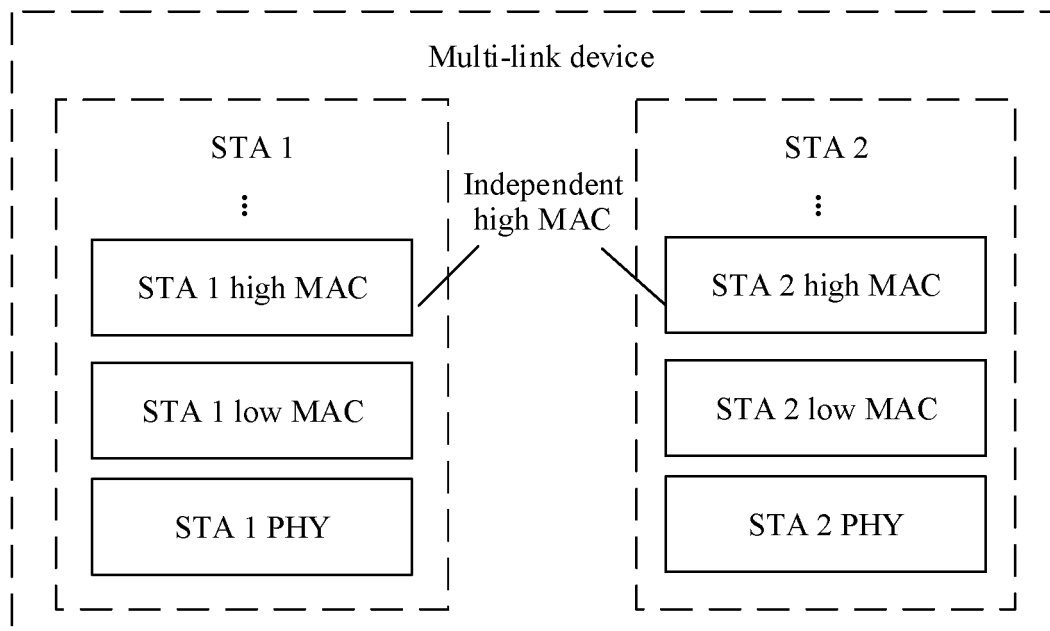 Multi-link device
STA 1
STA 2
Independent
high MAC
STA 1 high MAC
STA 2 high MAC
STA 1 low MAC
STA 2 low MAC
STA 1 PHY
STA 2 PHY